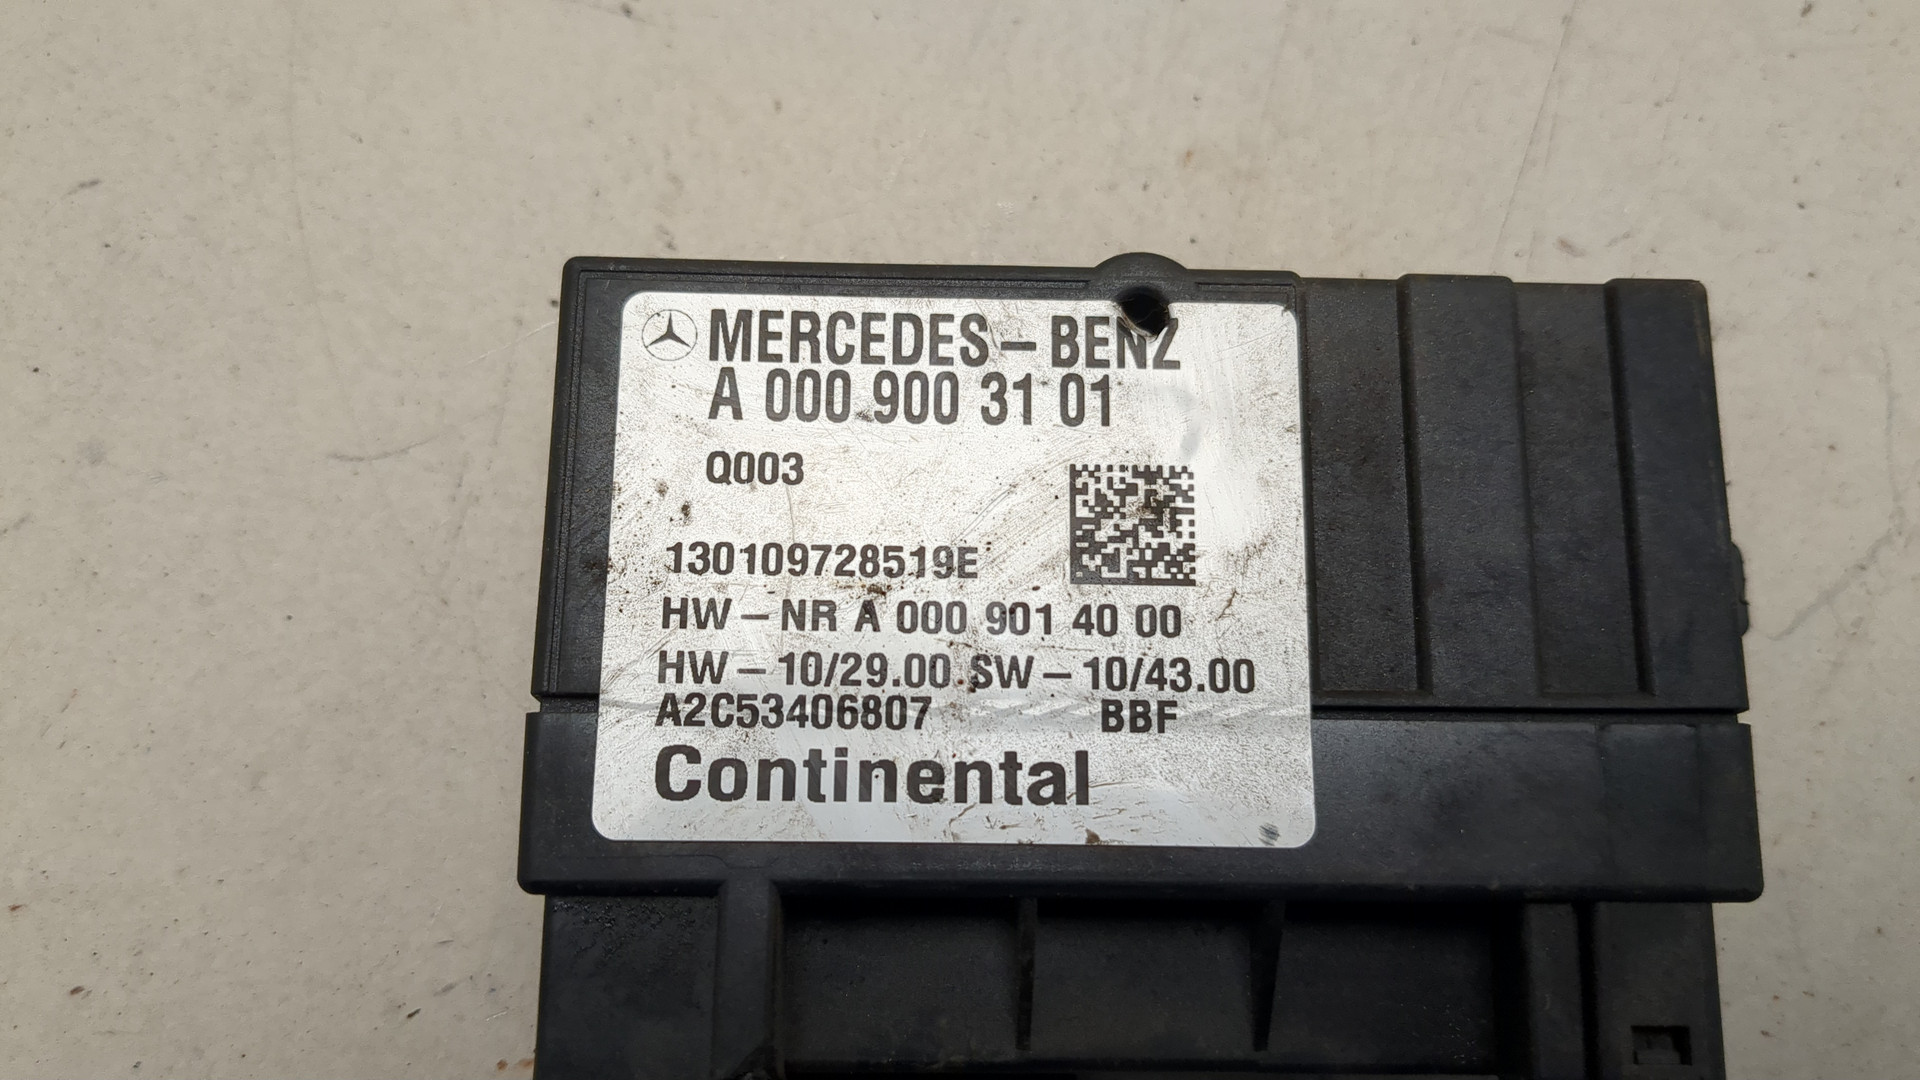 MERCEDES-BENZ
A 000 900 31 01
Q003
130109728519E
HW-NR A 000 901 40 00
HW-10/29.00 SW-10/43.00
A2C53406807 BBF
Continental